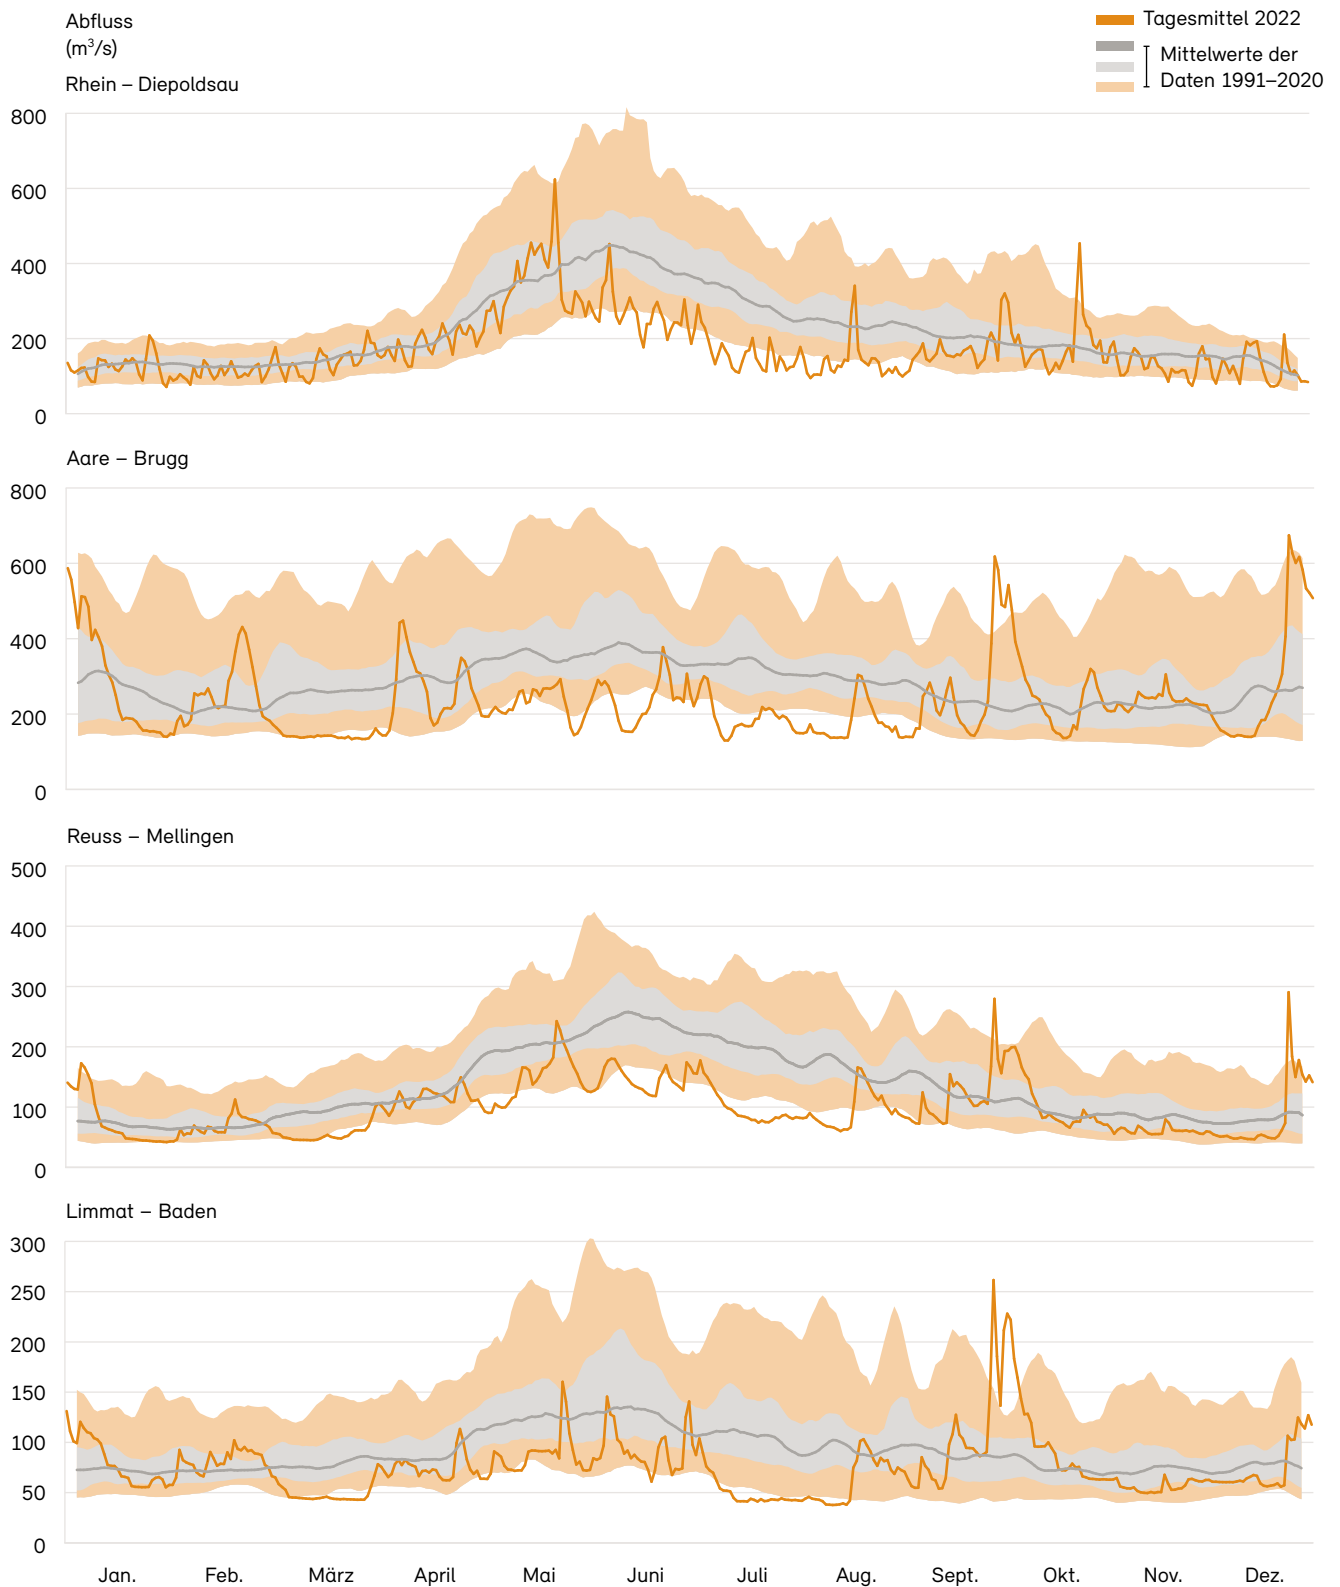 Abfluss
(m³/s)
Tagesmittel 2022
Mittelwerte der
Daten 1991–2020
Rhein – Diepoldsau
800
600
400
200
0
Aare – Brugg
800
600
400
200
0
Reuss – Mellingen
500
400
300
200
100
0
Limmat – Baden
300
250
200
150
100
50
0
Jan. Feb. März April Mai Juni Juli Aug. Sept. Okt. Nov. Dez.